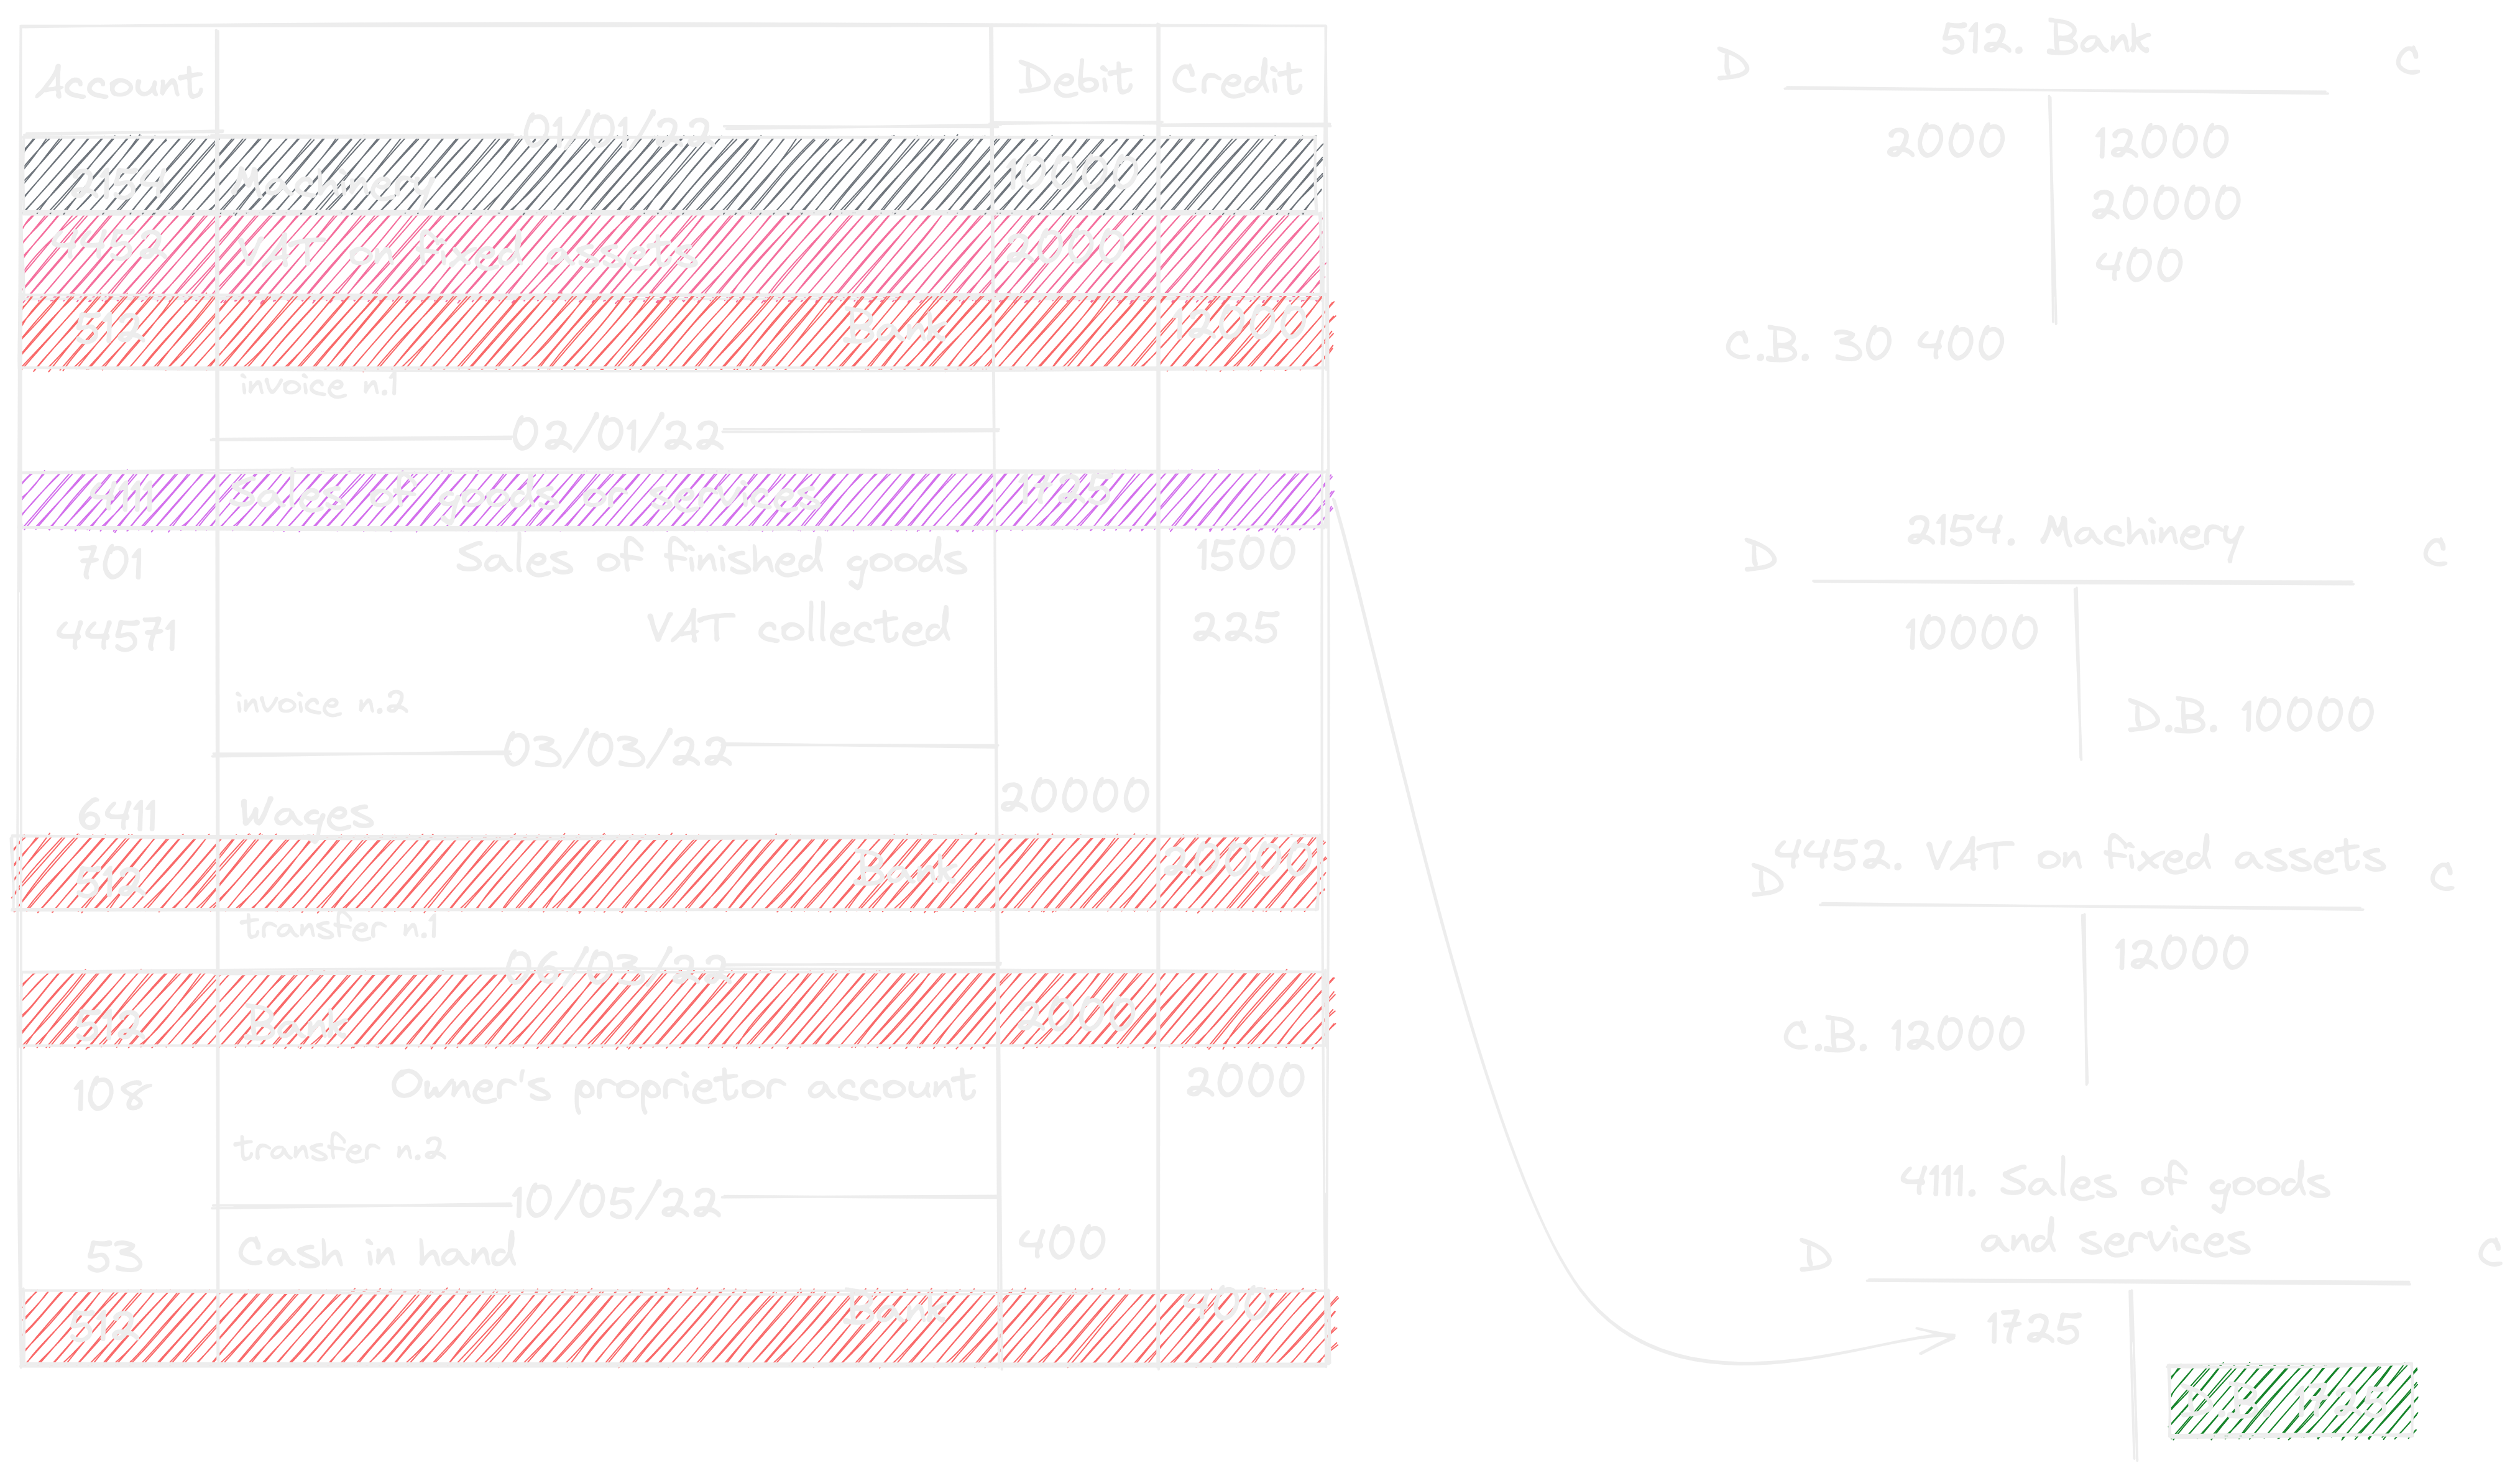 Account Debit Credit
01/01/22
2154 Machinery 10000
4452 VAT on fixed assets 2000
512 Bank 12000
invoice n.1
02/01/22
4111 Sales of goods or services 1725
701 Sales of finished goods 1500
44571 VAT collected 225
invoice n.2
03/03/22
6411 Wages 20000
512 Bank 20000
transfer n.1
06/03/22
512 Bank 2000
108 Owner's proprietor account 2000
transfer n.2
10/05/22
53 Cash in hand 400
512 Bank 400
D 512. Bank C
2000 12000
20000
400
C.B. 30 400
D 2154. Machinery C
10000
D.B. 10000
D 4452. VAT on fixed assets C
12000
C.B. 12000
4111. Sales of goods
D and services C
1725
D.B. 1725